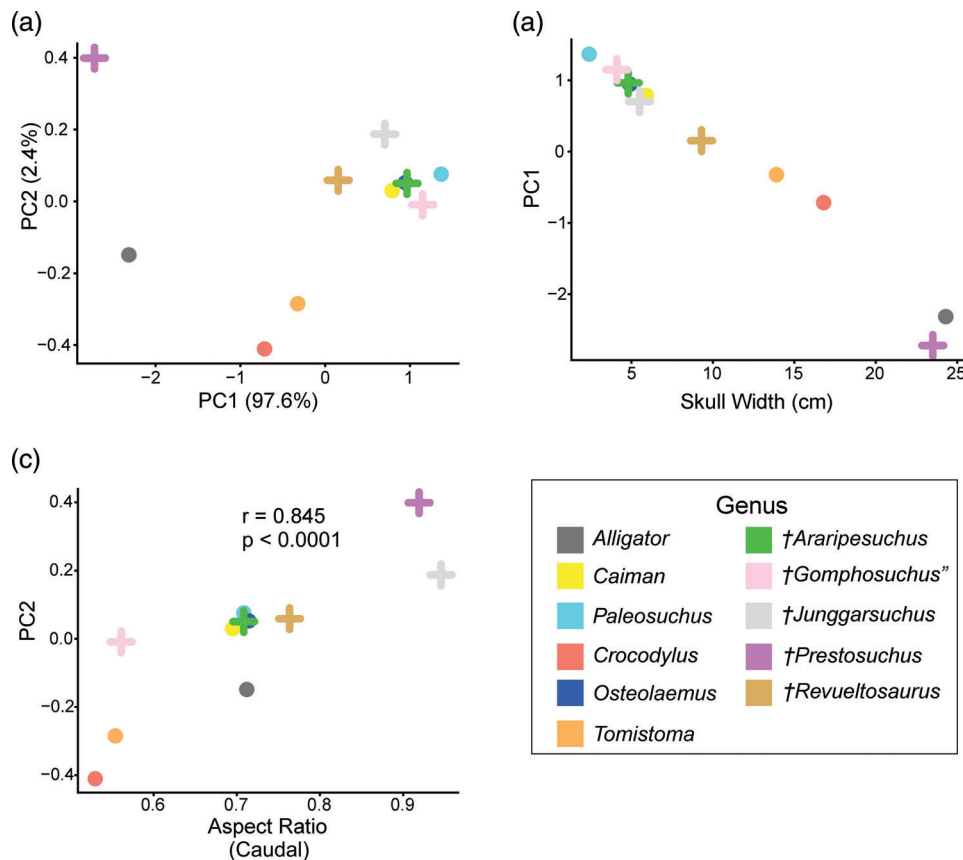 (a)
0.4
0.2
0.0
−0.2
−0.4
PC2 (2.4%)
−2
−1
0
1
PC1 (97.6%)
(a)
1
0
−1
−2
PC1
5
10
15
20
25
Skull Width (cm)
(c)
r = 0.845
p < 0.0001
0.4
0.2
0.0
−0.2
−0.4
PC2
0.6
0.7
0.8
0.9
Aspect Ratio
(Caudal)
Genus
Alligator
Caiman
Paleosuchus
Crocodylus
Osteolaemus
Tomistoma
†Araripesuchus
†Gomphosuchus”
†Junggarsuchus
†Prestosuchus
†Revueltosaurus